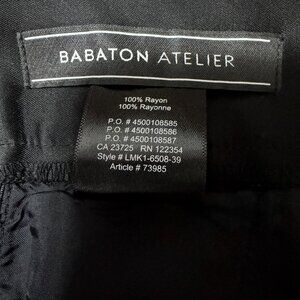 BABATON ATELIER
100% Rayon
100% Rayonne
P.O. # 4500108585
P.O. # 4500108586
P.O. # 4500108587
CA 23725 RN 122354
Style # LMK1-6508-39
Article # 73985